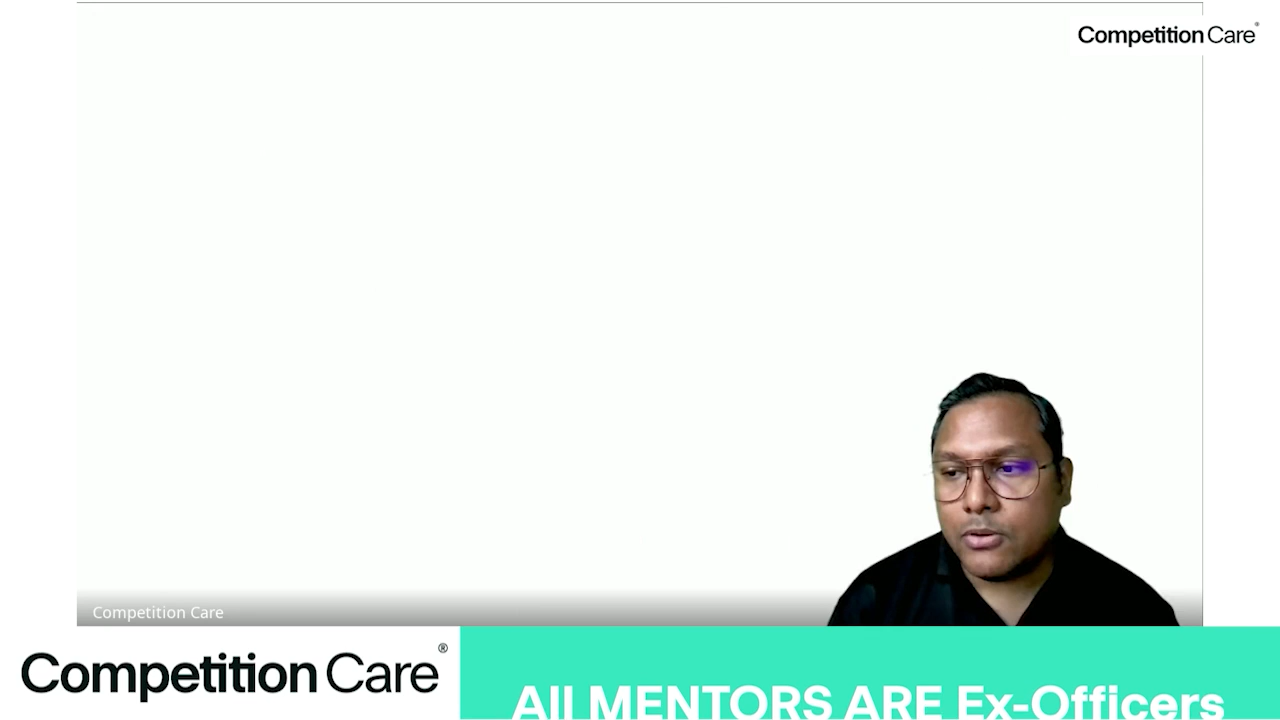 Competition Care®
Competition Care
Competition Care®
All MENTORS ARE Ex-Officers